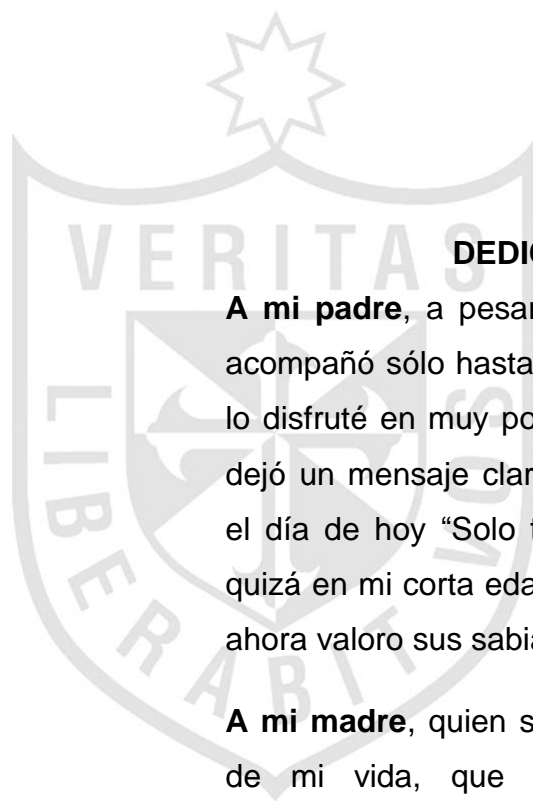 VERITAS
LIBERABIT
VOS
DEDIC
A mi padre, a pesar
acompañó sólo hasta
lo disfruté en muy po
dejó un mensaje clar
el día de hoy “Solo t
quizá en mi corta eda
ahora valoro sus sabia
A mi madre, quien s
de mi vida, que